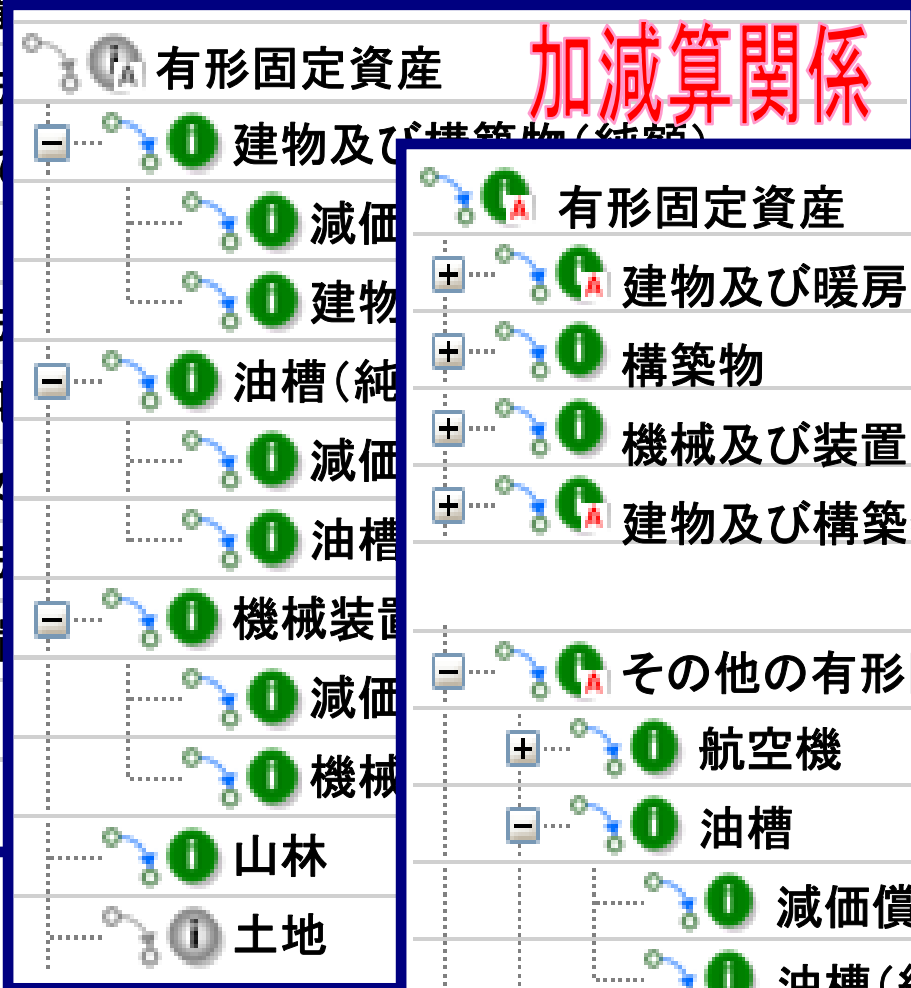 加減算関係
有形固定資産
建物及び構築物(純額)
減価
建物
油槽(純
減価
油槽
機械装置
減価
機械
山林
土地
有形固定資産
建物及び暖房
構築物
機械及び装置
建物及び構築
その他の有形
航空機
油槽
減価償
油槽(純